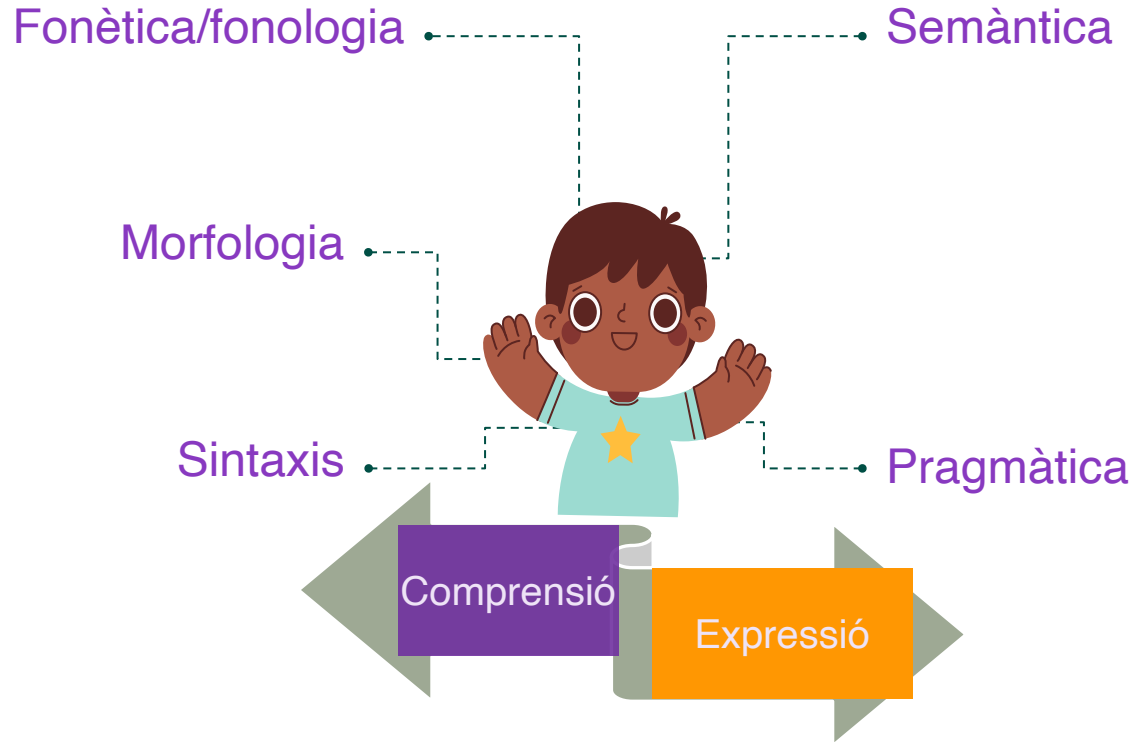 Fonètica/fonologia
Semàntica
Morfologia
Sintaxis
Pragmàtica
Comprensió
Expressió